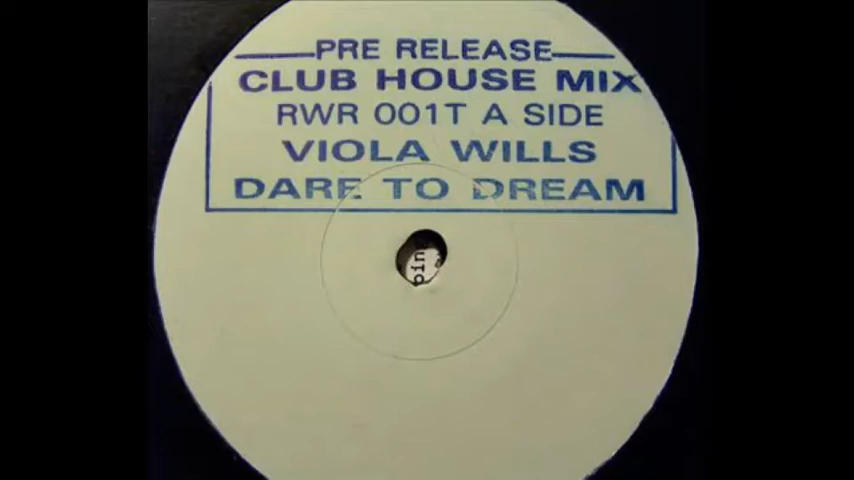 PRE RELEASE
CLUB HOUSE MIX
RWR 001T A SIDE
VIOLA WILLS
DARE TO DREAM